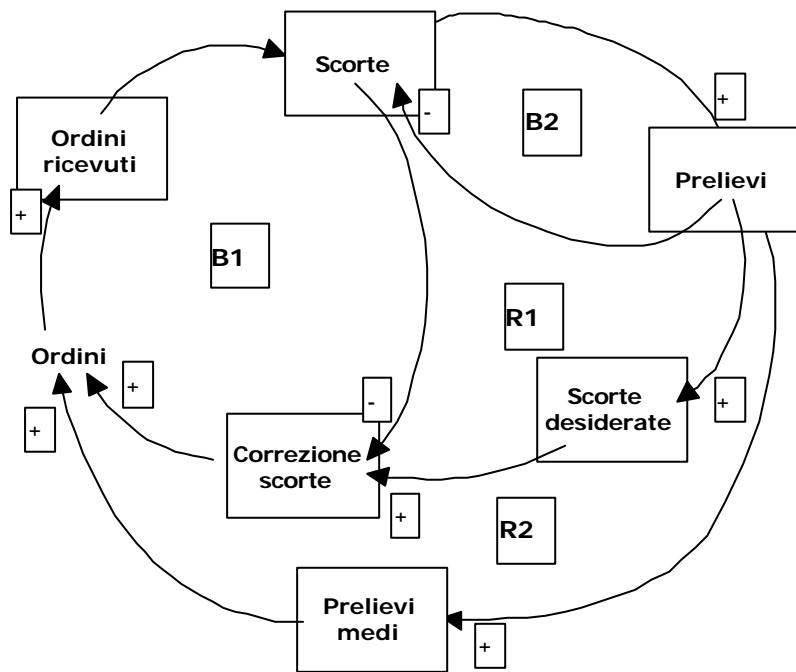 Scorte
+
-
B2
Ordini
ricevuti
Prelievi
+
B1
R1
Ordini
+
+
-
Scorte
desiderate
+
Correzione
scorte
+
R2
Prelievi
medi
+